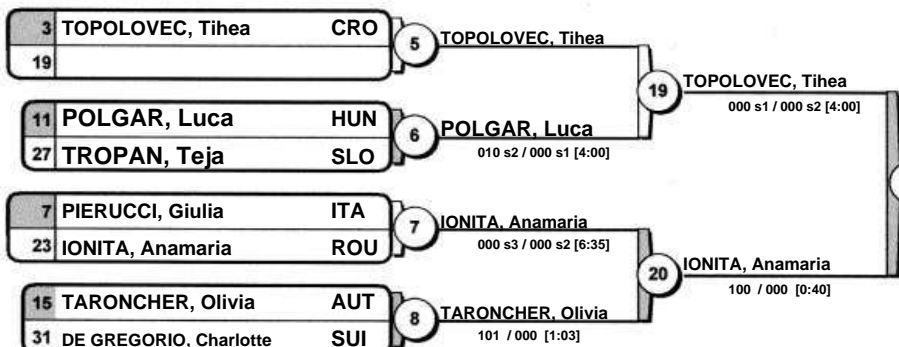 3 TOPOLOVEC, Tihea CRO
19
5
TOPOLOVEC, Tihea
11 POLGAR, Luca HUN
27 TROPAN, Teja SLO
6
POLGAR, Luca
010 s2 / 000 s1 [4:00]
19
TOPOLOVEC, Tihea
000 s1 / 000 s2 [4:00]
7 PIERUCCI, Giulia ITA
23 IONITA, Anamaria ROU
7
IONITA, Anamaria
000 s3 / 000 s2 [6:35]
15 TARONCHER, Olivia AUT
31 DE GREGORIO, Charlotte SUI
8
TARONCHER, Olivia
101 / 000 [1:03]
20
IONITA, Anamaria
100 / 000 [0:40]